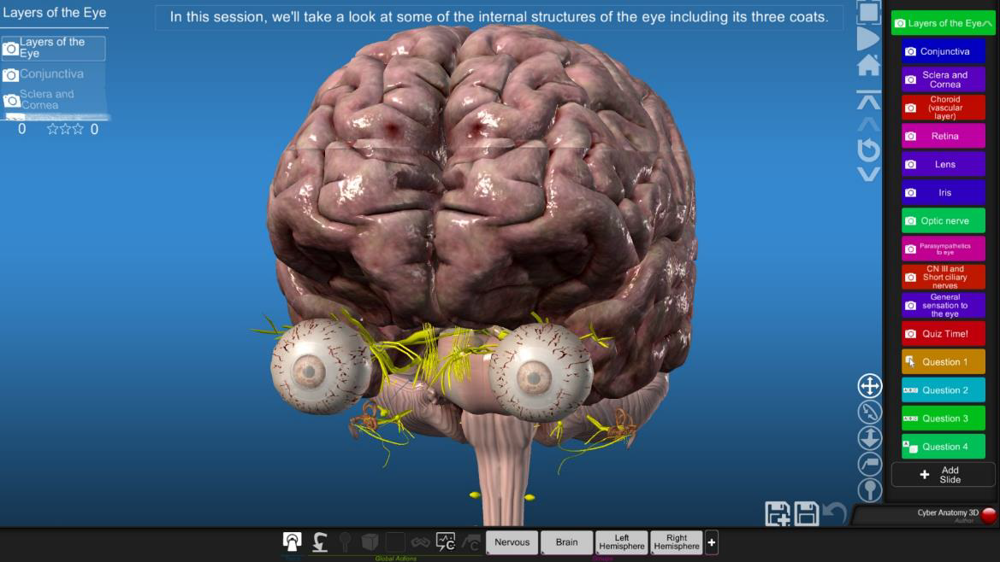 Layers of the Eye
In this session, we'll take a look at some of the internal structures of the eye including its three coats.
Layers of the
Eye
Conjunctiva
Sclera and
Cornea
0
0
Layers of the Eye
Conjunctiva
Sclera and
Cornea
Choroid
(vascular
layer)
Retina
Lens
Iris
Optic nerve
Parasympathetics
to eye
CN III and
Short ciliary
nerves
General
sensation to
the eye
Quiz Time!
Question 1
Question 2
Question 3
Question 4
Add
Slide
Cyber Anatomy 3D
Author
Nervous
Brain
Left
Hemisphere
Right
Hemisphere
Global Actions
Groups